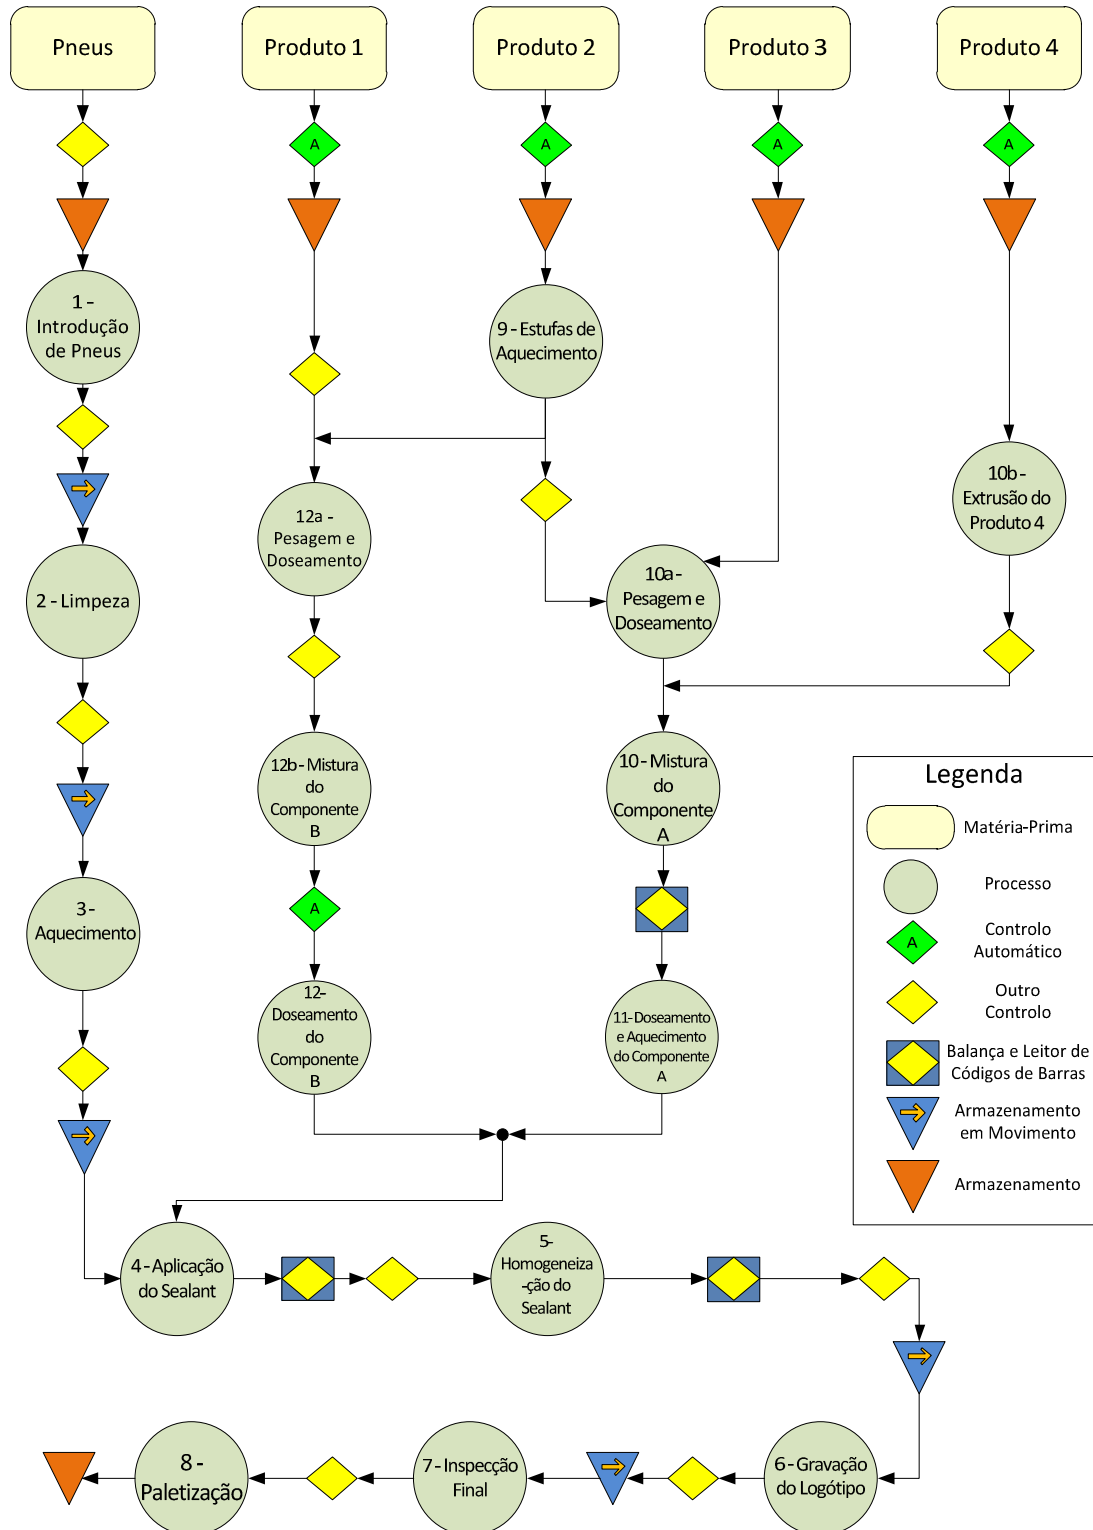 Pneus
Produto 1
Produto 2
Produto 3
Produto 4
A
A
A
A
1 -
Introdução
de Pneus
9 - Estufas de
Aquecimento
10b -
Extrusão do
Produto 4
12a -
Pesagem e
Doseamento
10a -
Pesagem e
Doseamento
2 - Limpeza
12b - Mistura
do
Componente
B
10 - Mistura
do
Componente
A
3 -
Aquecimento
A
12 -
Doseamento
do
Componente
B
11- Doseamento
e Aquecimento
do Componente
A
Legenda
Matéria-Prima
Processo
A
Controlo
Automático
Outro
Controlo
Balança e Leitor de
Códigos de Barras
Armazenamento
em Movimento
Armazenamento
4 - Aplicação
do Sealant
5-
Homogeneiza
-ção do
Sealant
8 -
Paletização
7 - Inspecção
Final
6 - Gravação
do Logótipo